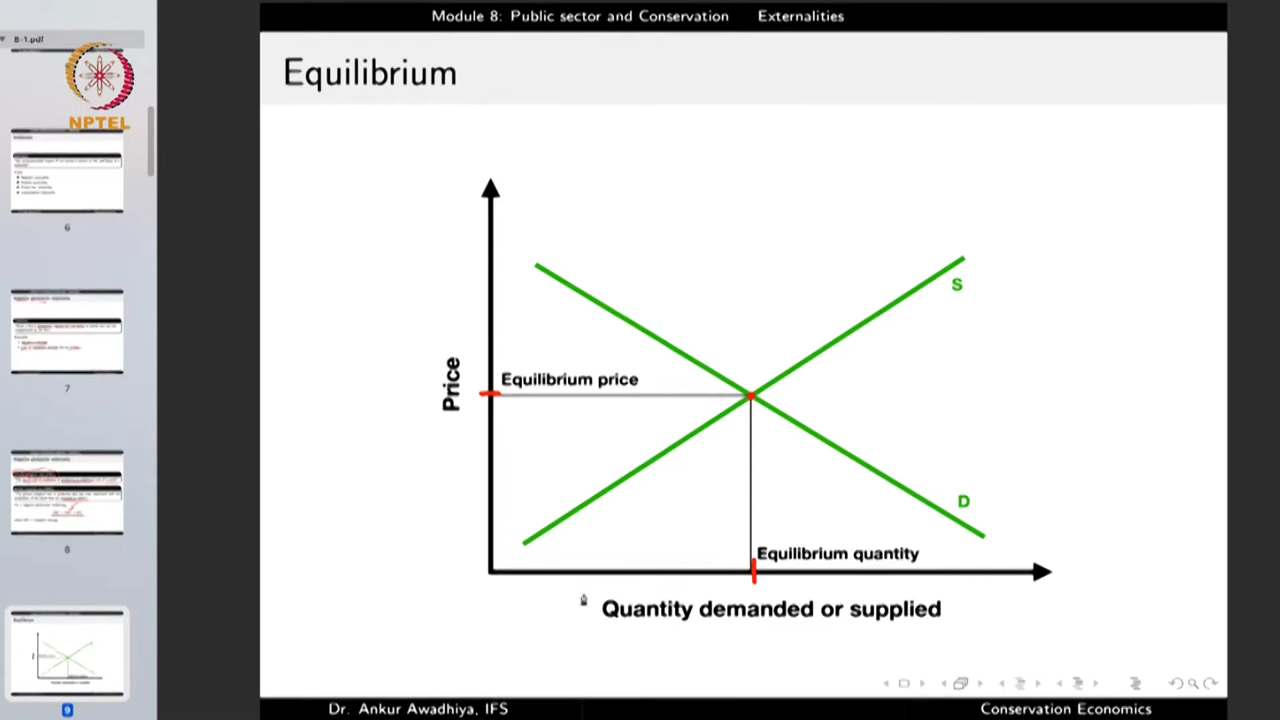 Module 8: Public sector and Conservation Externalities
8-1.pdf
NPTEL
Equilibrium
S
Equilibrium price
Price
D
Equilibrium quantity
Quantity demanded or supplied
6
7
8
9
Dr. Ankur Awadhiya, IFS Conservation Economics